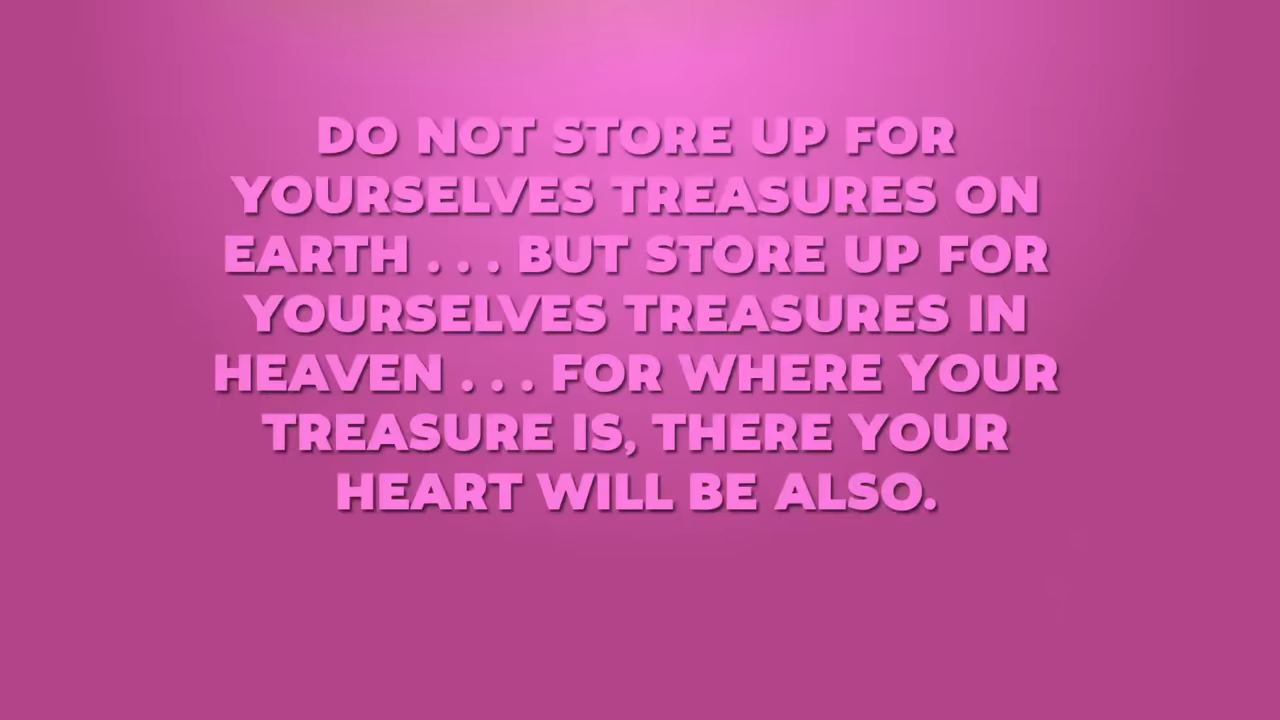 DO NOT STORE UP FOR
YOURSELVES TREASURES ON
EARTH . . . BUT STORE UP FOR
YOURSELVES TREASURES IN
HEAVEN . . . FOR WHERE YOUR
TREASURE IS, THERE YOUR
HEART WILL BE ALSO.